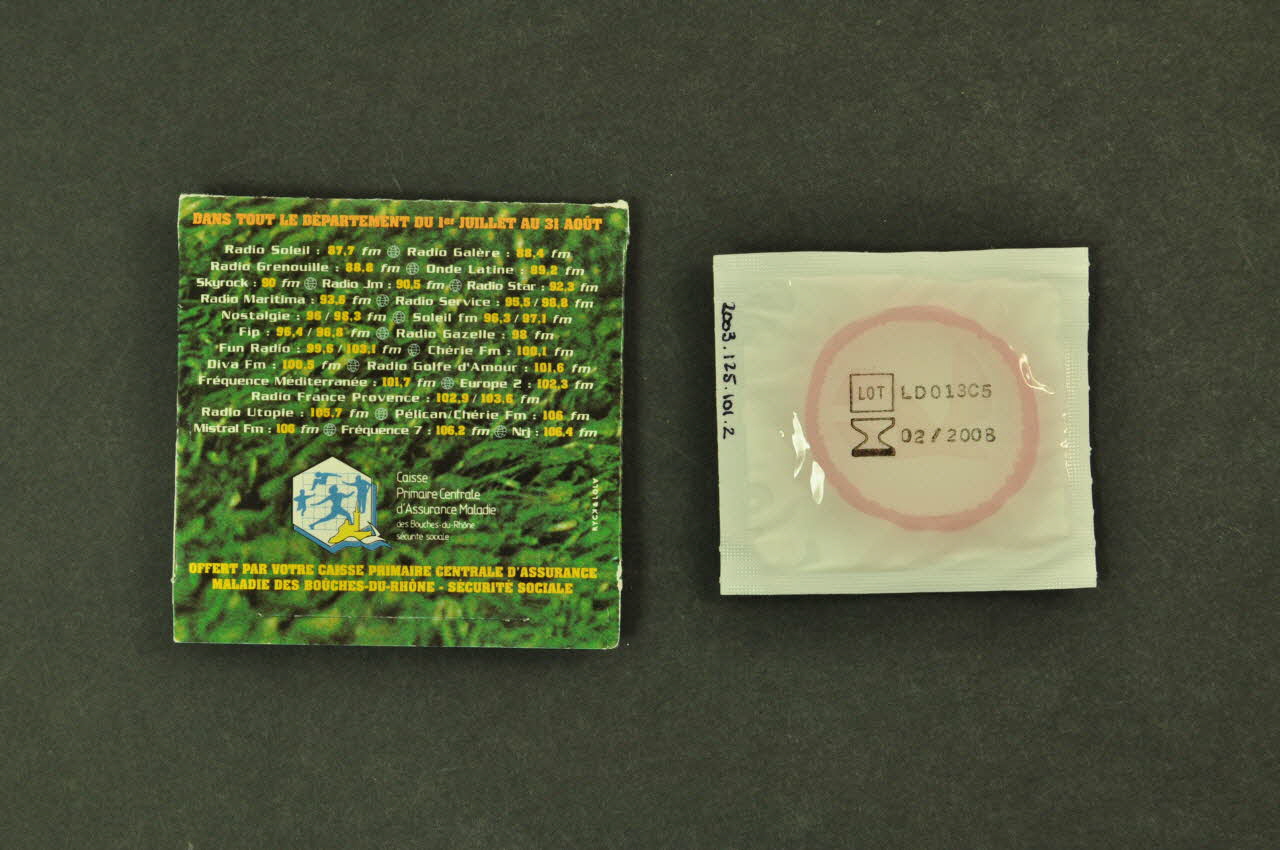 DANS TOUT LE DÉPARTEMENT DU 1er JUILLET AU 31 AOÛT
Radio Soleil : 87,7 fm Radio Galère : 88,4 fm
Radio Grenouille : 88,8 fm Onde Latine : 89,2 fm
Skyrock : 90 fm Radio Jm : 90,5 fm Radio Star : 92,3 fm
Radio Maritima : 93,6 fm Radio Service : 95,5 / 98,8 fm
Nostalgie : 96 / 98,3 fm Soleil fm 96,3 / 97,1 fm
Fip : 96,4 / 96,8 fm Radio Gazelle : 98 fm
Fun Radio : 99,6 / 103,1 fm Chérie Fm : 100,1 fm
Diva Fm : 100,5 fm Radio Golfe d'Amour : 101,6 fm
Fréquence Méditerranée : 101,7 fm Europe 2 : 102,3 fm
Radio France Provence : 102,9 / 103,6 fm
Radio Utopie : 105,7 fm Pélican/Chérie Fm : 106 fm
Mistral Fm : 106 fm Fréquence 7 : 106,2 fm Nrj : 106,4 fm
Caisse
Primaire Centrale
d'Assurance Maladie
des Bouches-du-Rhône
sécurité sociale
RYCK & LOLV
OFFERT PAR VOTRE CAISSE PRIMAIRE CENTRALE D'ASSURANCE
MALADIE DES BOÛCHES-DU-RHÔNE - SÉCURITÉ SOCIALE
2003.125.101.2
LOT LD013C5
02/2008